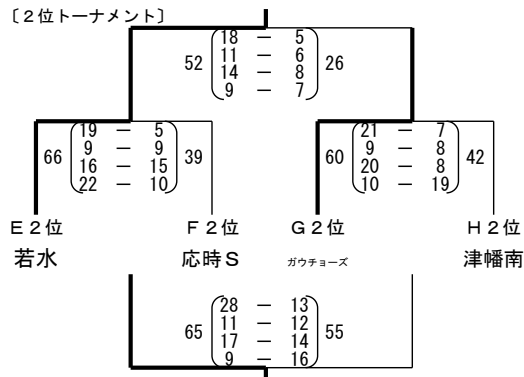 〔２位トーナメント〕
18 － 5
52 11 － 6 26
14 － 8
9 － 7
19 － 5 21 － 7
66 9 － 9 39 60 9 － 8 42
16 － 15 20 － 8
22 － 10 10 － 19
Ｅ２位 Ｆ２位 Ｇ２位 Ｈ２位
若水 応時Ｓ ガウチョーズ 津幡南
28 － 13
65 11 － 12 55
17 － 14
9 － 16